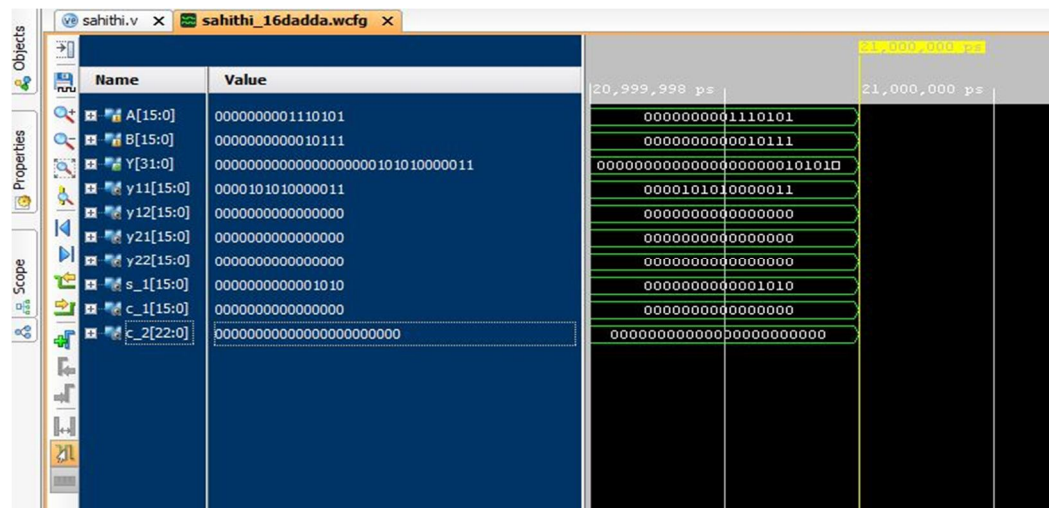 sahithi.v
sahithi_16dadda.wcfg
Objects
Properties
Scope
21,000,000 ps
Name Value
20,999,998 ps 21,000,000 ps
A[15:0] 0000000001110101 0000000001110101
B[15:0] 0000000000010111 0000000000010111
Y[31:0] 00000000000000000000101010000011
y11[15:0] 0000101010000011 0000101010000011
y12[15:0] 0000000000000000 0000000000000000
y21[15:0] 0000000000000000 0000000000000000
y22[15:0] 0000000000000000 0000000000000000
s_1[15:0] 0000000000001010 0000000000001010
c_1[15:0] 0000000000000000 0000000000000000
c_2[22:0] 00000000000000000000000 00000000000000000000000